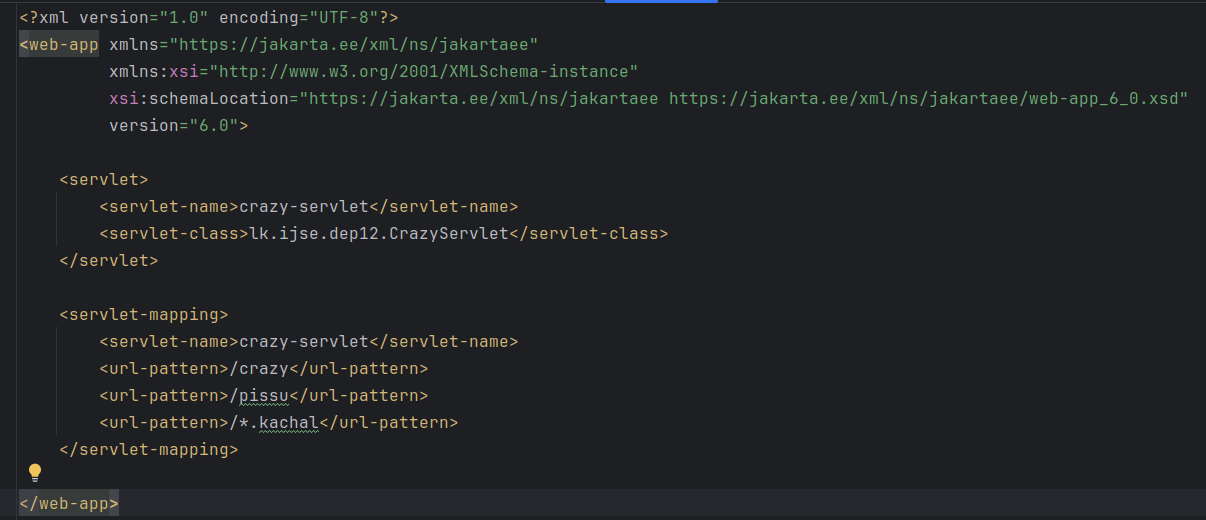 <?xml version="1.0" encoding="UTF-8"?>
<web-app xmlns="https://jakarta.ee/xml/ns/jakartaee"
         xmlns:xsi="http://www.w3.org/2001/XMLSchema-instance"
         xsi:schemaLocation="https://jakarta.ee/xml/ns/jakartaee https://jakarta.ee/xml/ns/jakartaee/web-app_6_0.xsd"
         version="6.0">
    <servlet>
        <servlet-name>crazy-servlet</servlet-name>
        <servlet-class>lk.ijse.dep12.CrazyServlet</servlet-class>
    </servlet>
    <servlet-mapping>
        <servlet-name>crazy-servlet</servlet-name>
        <url-pattern>/crazy</url-pattern>
        <url-pattern>/pissu</url-pattern>
        <url-pattern>/*.kachal</url-pattern>
    </servlet-mapping>
</web-app>